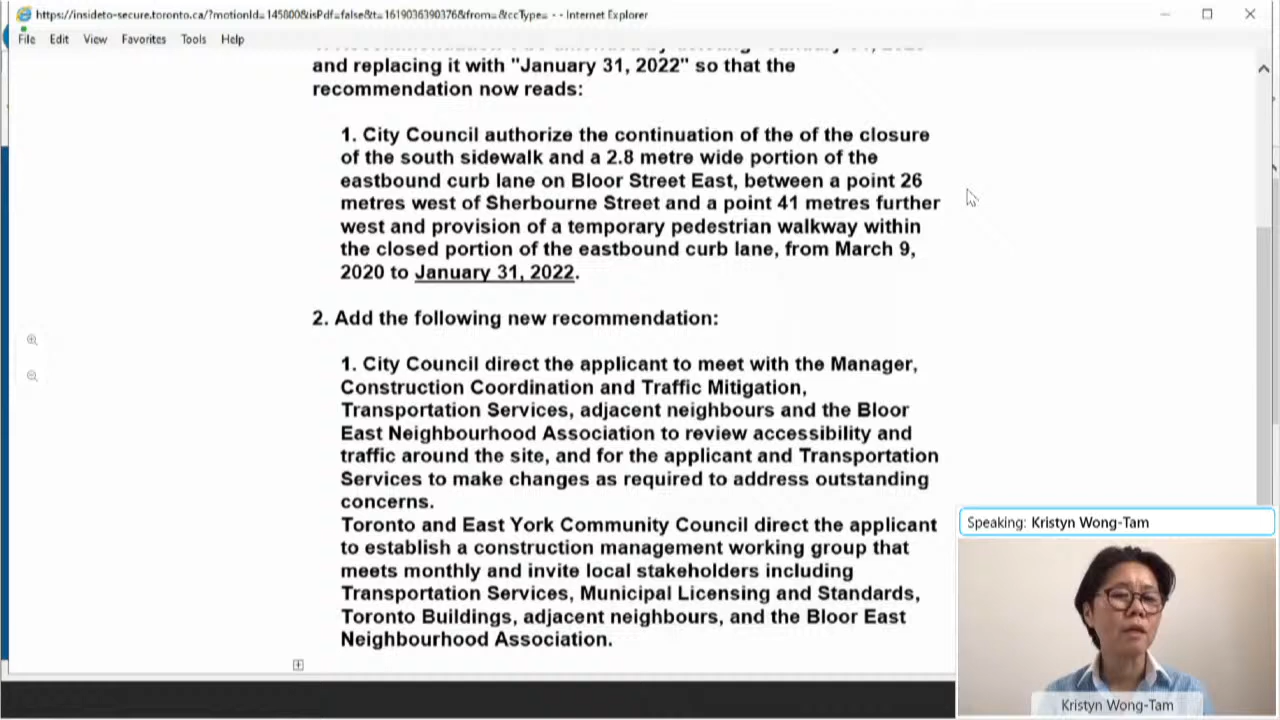 https://insideto-secure.toronto.ca/?motionId=145800&isPdf=false&t=1619036390376&from=&ccType= - - Internet Explorer
File Edit View Favorites Tools Help
and replacing it with "January 31, 2022" so that the
recommendation now reads:
1. City Council authorize the continuation of the of the closure
of the south sidewalk and a 2.8 metre wide portion of the
eastbound curb lane on Bloor Street East, between a point 26
metres west of Sherbourne Street and a point 41 metres further
west and provision of a temporary pedestrian walkway within
the closed portion of the eastbound curb lane, from March 9,
2020 to January 31, 2022.
2. Add the following new recommendation:
1. City Council direct the applicant to meet with the Manager,
Construction Coordination and Traffic Mitigation,
Transportation Services, adjacent neighbours and the Bloor
East Neighbourhood Association to review accessibility and
traffic around the site, and for the applicant and Transportation
Services to make changes as required to address outstanding
concerns.
Toronto and East York Community Council direct the applicant
to establish a construction management working group that
meets monthly and invite local stakeholders including
Transportation Services, Municipal Licensing and Standards,
Toronto Buildings, adjacent neighbours, and the Bloor East
Neighbourhood Association.
Speaking: Kristyn Wong-Tam
Kristyn Wong-Tam